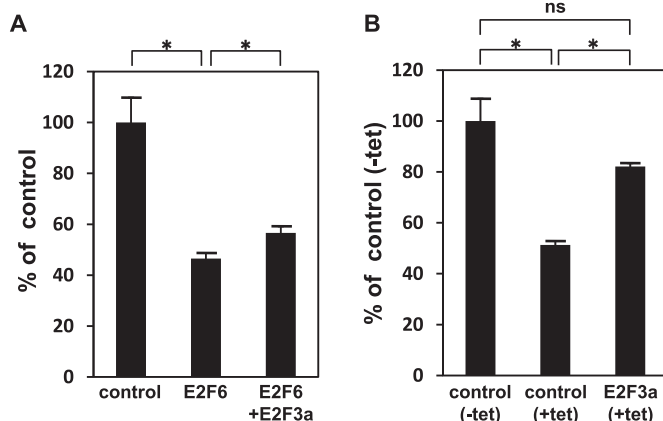 A
* *
120
100
80
60
40
20
0
% of control
control E2F6 E2F6
+E2F3a
B
ns
* *
120
100
80
60
40
20
0
% of control (-tet)
control control E2F3a
(-tet) (+tet) (+tet)